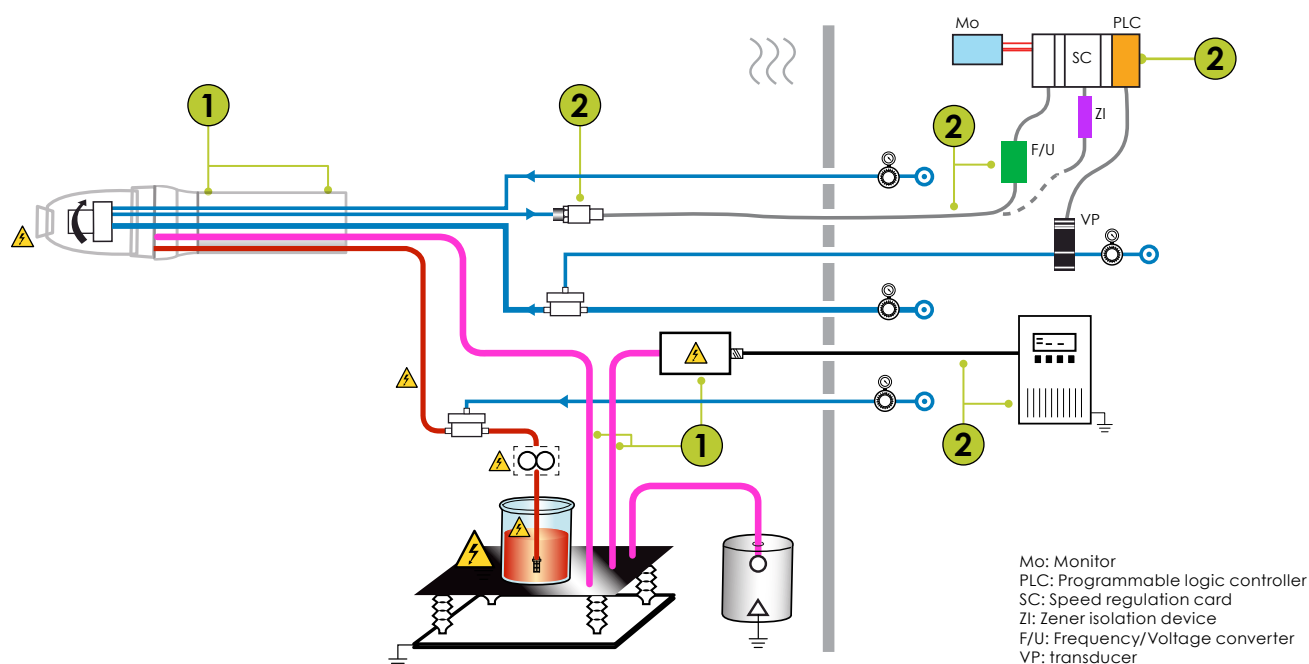 Mo
PLC
SC
2
1
2
2
ZI
F/U
VP
1
2
Mo: Monitor
PLC: Programmable logic controller
SC: Speed regulation card
ZI: Zener isolation device
F/U: Frequency/Voltage converter
VP: transducer